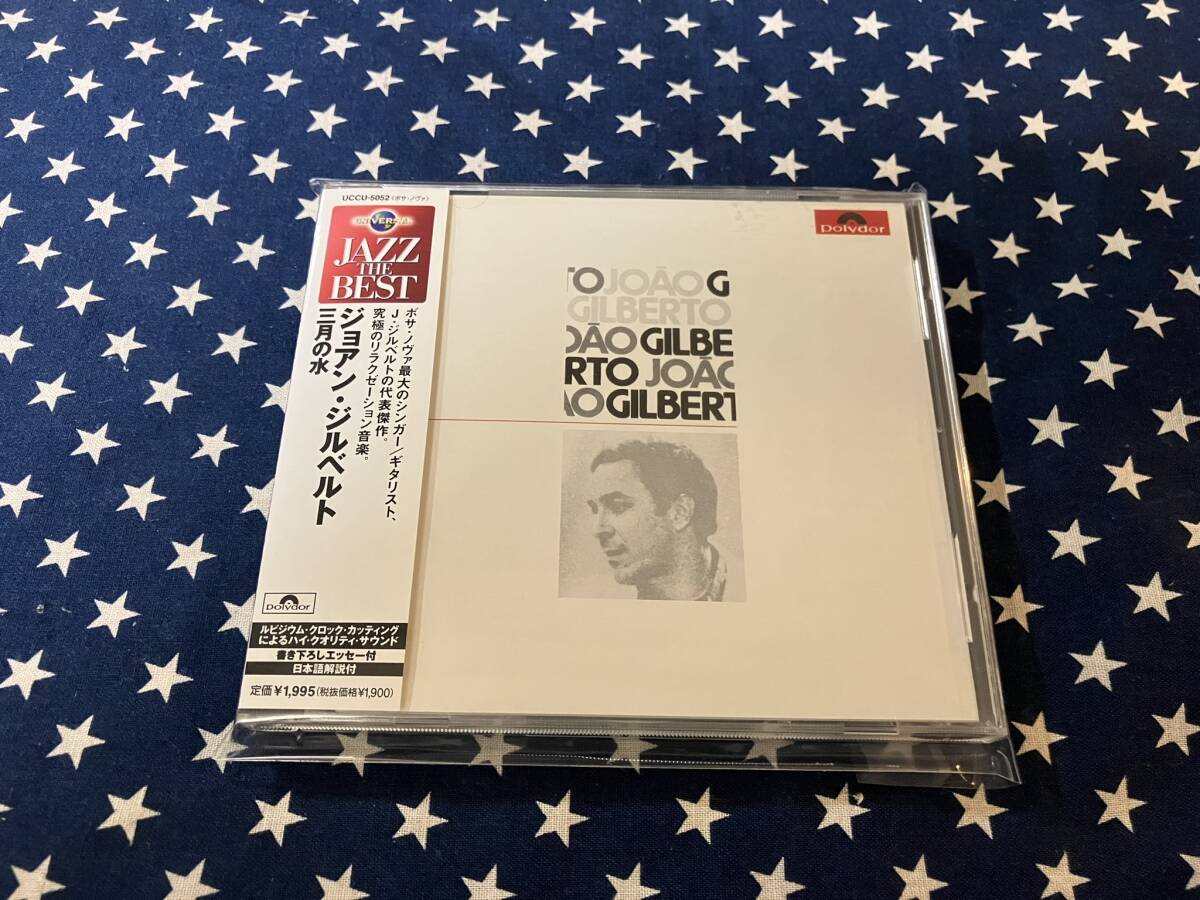 UCCU-5052〈ボサ・ノヴァ〉
UNIVERSAL
JAZZ
THE
BEST
ボサ・ノヴァ最大のシンガー/ギタリスト、
J・ジルベルトの代表傑作。
究極のリラクゼーション音楽。
ジョアン・ジルベルト
三月の水
Polydor
ルビジウム・クロック・カッティング
によるハイ・クオリティ・サウンド
書き下ろしエッセー付
日本語解説付
定価¥1,995(税抜価格¥1,900)
Polydor
TO JOÃO G
GILBERTO
OÃO GILBE
ERTO JOÃO
AO GILBERT